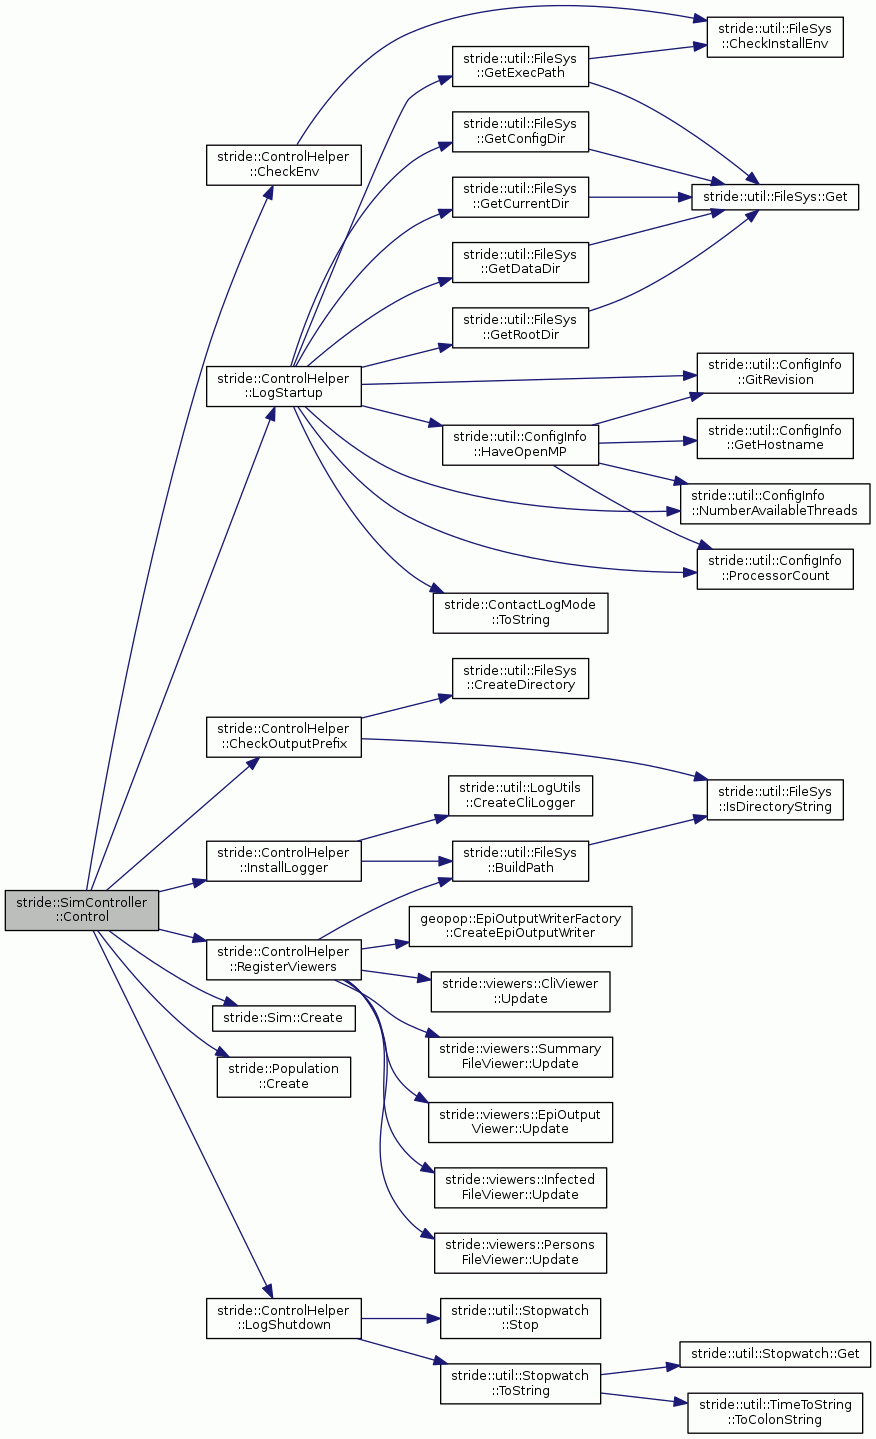 stride::util::FileSys
::CheckInstallEnv
stride::util::FileSys
::GetExecPath
stride::util::FileSys
::GetConfigDir
stride::ControlHelper
::CheckEnv
stride::util::FileSys
::GetCurrentDir
stride::util::FileSys::Get
stride::util::FileSys
::GetDataDir
stride::util::FileSys
::GetRootDir
stride::ControlHelper
::LogStartup
stride::util::ConfigInfo
::GitRevision
stride::util::ConfigInfo
::HaveOpenMP
stride::util::ConfigInfo
::GetHostname
stride::util::ConfigInfo
::NumberAvailableThreads
stride::util::ConfigInfo
::ProcessorCount
stride::ContactLogMode
::ToString
stride::util::FileSys
::CreateDirectory
stride::ControlHelper
::CheckOutputPrefix
stride::util::LogUtils
::CreateCliLogger
stride::util::FileSys
::IsDirectoryString
stride::ControlHelper
::InstallLogger
stride::util::FileSys
::BuildPath
stride::SimController
::Control
geopop::EpiOutputWriterFactory
::CreateEpiOutputWriter
stride::ControlHelper
::RegisterViewers
stride::viewers::CliViewer
::Update
stride::Sim::Create
stride::viewers::Summary
FileViewer::Update
stride::Population
::Create
stride::viewers::EpiOutput
Viewer::Update
stride::viewers::Infected
FileViewer::Update
stride::viewers::Persons
FileViewer::Update
stride::ControlHelper
::LogShutdown
stride::util::Stopwatch
::Stop
stride::util::Stopwatch::Get
stride::util::Stopwatch
::ToString
stride::util::TimeToString
::ToColonString